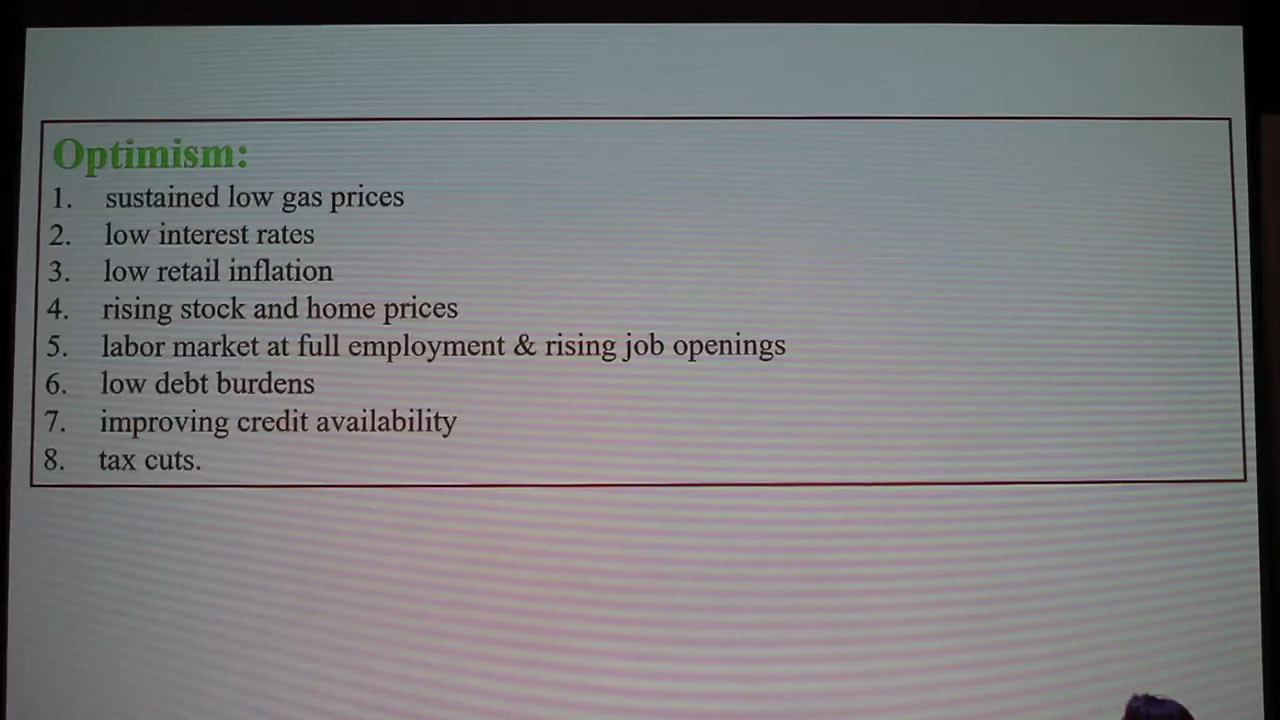 Optimism:
1. sustained low gas prices
2. low interest rates
3. low retail inflation
4. rising stock and home prices
5. labor market at full employment & rising job openings
6. low debt burdens
7. improving credit availability
8. tax cuts.